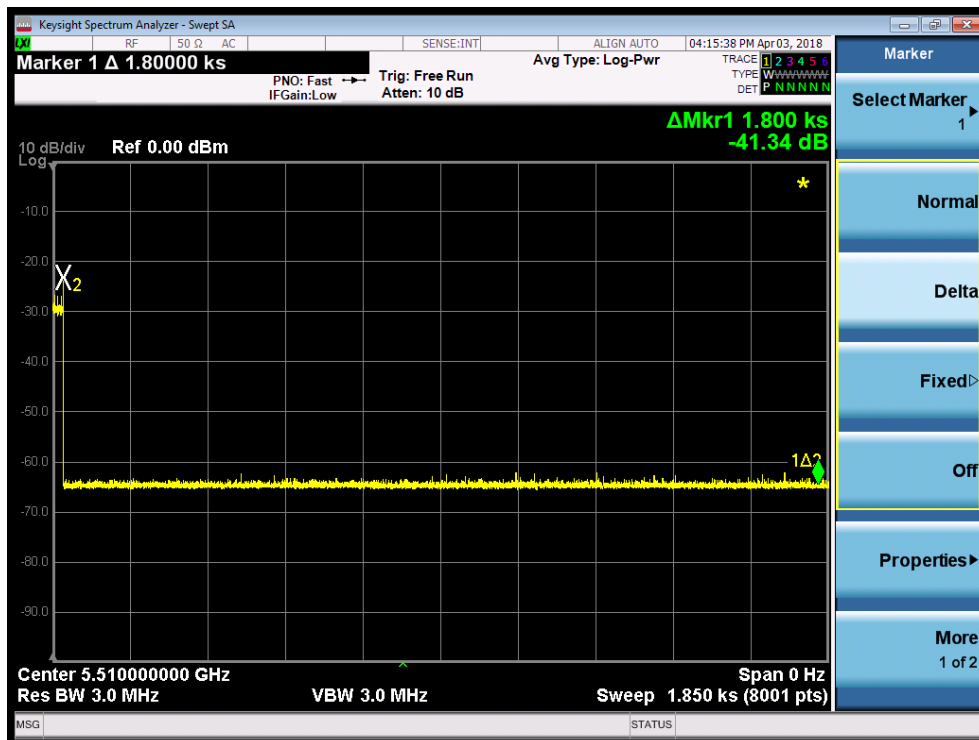 Keysight Spectrum Analyzer - Swept SA
LXI RF 50 Ω AC SENSE:INT ALIGN AUTO 04:15:38 PM Apr 03, 2018
Marker 1 Δ 1.80000 ks
PNO: Fast
IFGain:Low
Trig: Free Run
Atten: 10 dB
Avg Type: Log-Pwr
TRACE 1 2 3 4 5 6
TYPE WWWWWW
DET P N N N N N
ΔMkr1 1.800 ks
-41.34 dB
10 dB/div Ref 0.00 dBm
Log
-10.0
-20.0
2
-30.0
-40.0
-50.0
-60.0
1Δ2
-70.0
-80.0
-90.0
Center 5.510000000 GHz Span 0 Hz
Res BW 3.0 MHz VBW 3.0 MHz Sweep 1.850 ks (8001 pts)
MSG STATUS
Marker
Select Marker
1
Normal
Delta
Fixed
Off
Properties
More
1 of 2